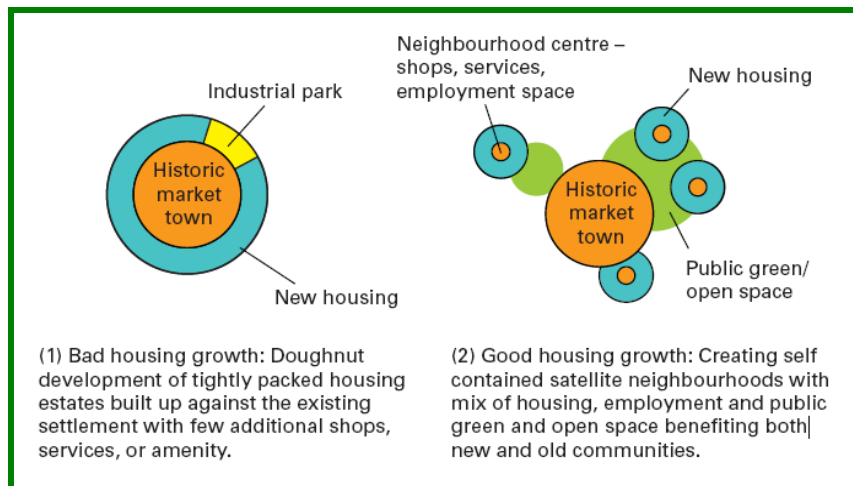 Industrial park
Historic
market
town
New housing
(1) Bad housing growth: Doughnut
development of tightly packed housing
estates built up against the existing
settlement with few additional shops,
services, or amenity.
Neighbourhood centre –
shops, services,
employment space
New housing
Historic
market
town
Public green/
open space
(2) Good housing growth: Creating self
contained satellite neighbourhoods with
mix of housing, employment and public
green and open space benefiting both
new and old communities.